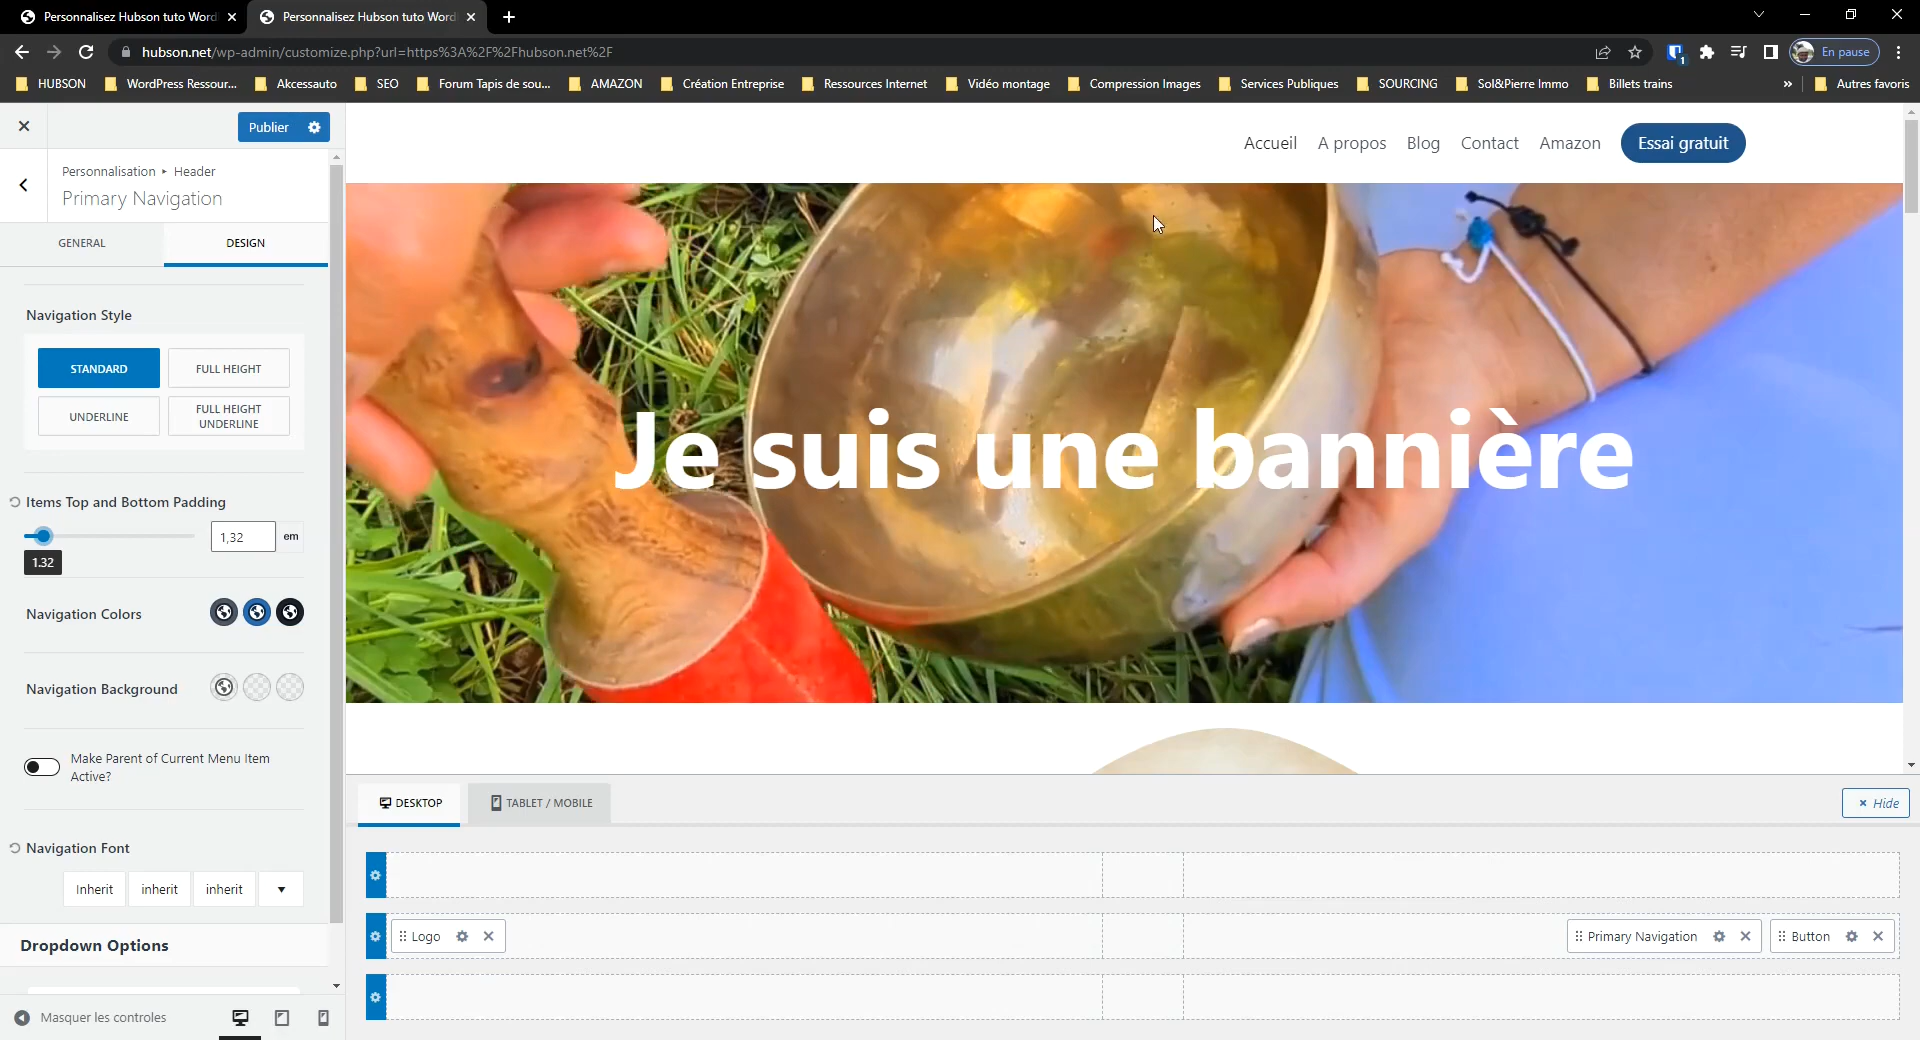 Personnalisez Hubson tuto Word
Personnalisez Hubson tuto Word
hubson.net/wp-admin/customize.php?url=https%3A%2F%2Fhubson.net%2F
1
En pause
HUBSON
WordPress Ressour...
Akcessauto
SEO
Forum Tapis de sou...
AMAZON
Création Entreprise
Ressources Internet
Vidéo montage
Compression Images
Services Publiques
SOURCING
Sol&Pierre Immo
Billets trains
»
Autres favoris
Publier
Personnalisation ▸ Header
Primary Navigation
GENERAL
DESIGN
Navigation Style
STANDARD
FULL HEIGHT
UNDERLINE
FULL HEIGHT
UNDERLINE
Items Top and Bottom Padding
1,32
em
1.32
Navigation Colors
Navigation Background
Make Parent of Current Menu Item
Active?
Navigation Font
Inherit
inherit
inherit
Dropdown Options
Masquer les controles
Accueil
A propos
Blog
Contact
Amazon
Essai gratuit
Je suis une bannière
DESKTOP
TABLET / MOBILE
× Hide
Logo
Primary Navigation
Button